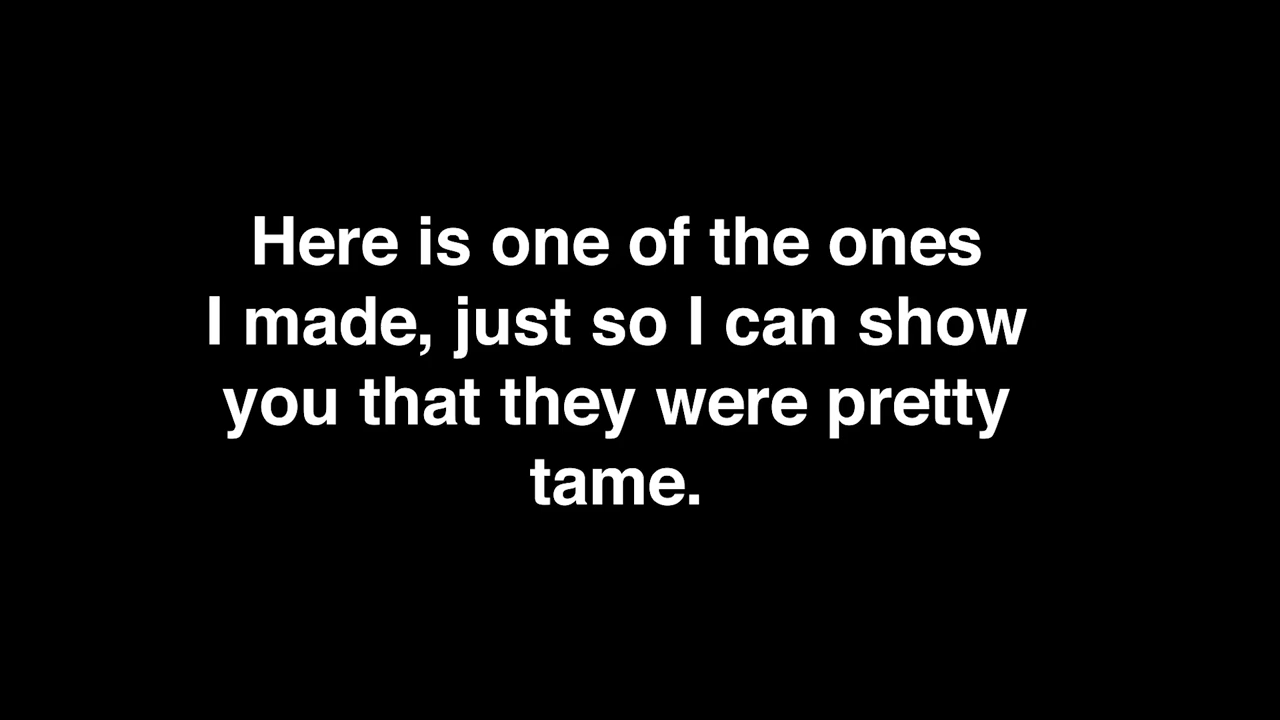 Here is one of the ones
I made, just so I can show
you that they were pretty
tame.